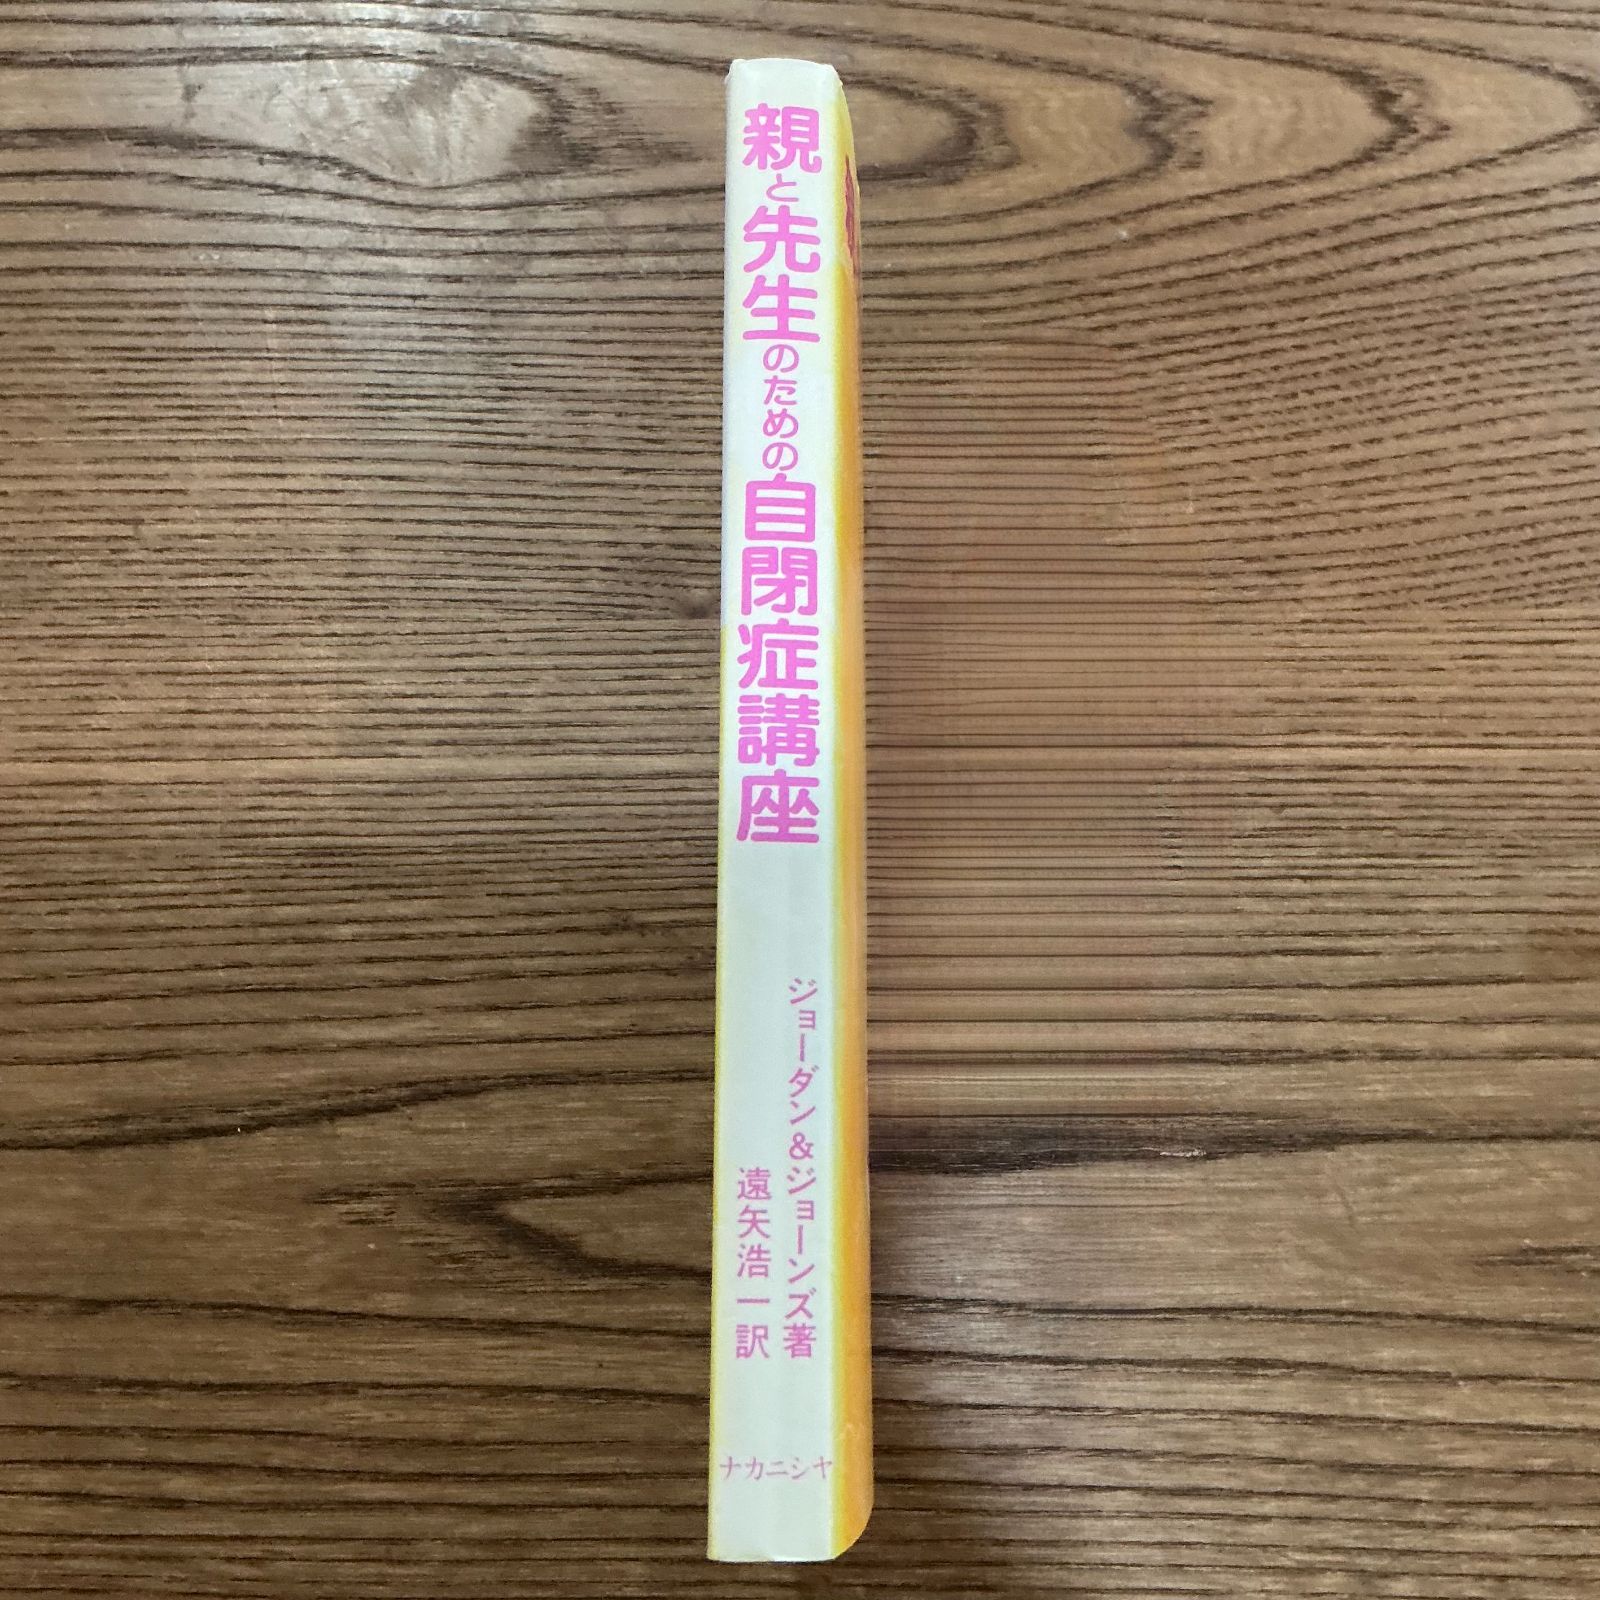 親と先生のための自閉症講座
ジョーダン&ジョーンズ著
遠矢浩一訳
ナカニシヤ